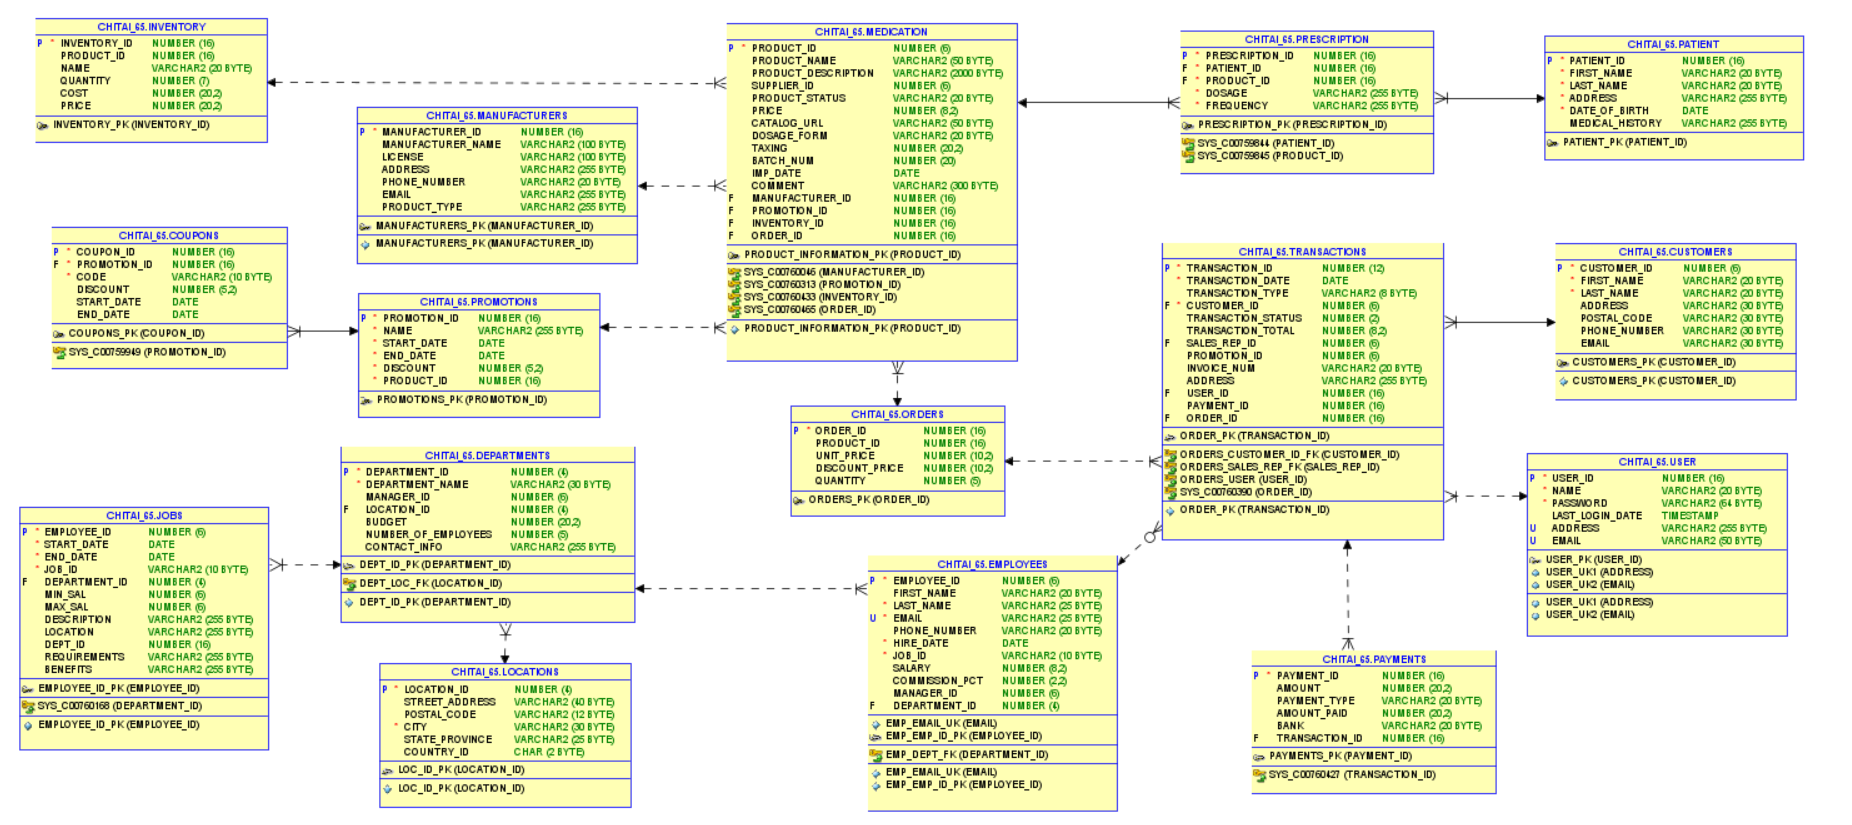 CHITAI_65.INVENTORY
P * INVENTORY_ID NUMBER (16)
PRODUCT_ID NUMBER (16)
NAME VARCHAR2 (20 BYTE)
QUANTITY NUMBER (7)
COST NUMBER (20,2)
PRICE NUMBER (20,2)
INVENTORY_PK (INVENTORY_ID)
CHITAI_65.MANUFACTURERS
P * MANUFACTURER_ID NUMBER (16)
MANUFACTURER_NAME VARCHAR2 (100 BYTE)
LICENSE VARCHAR2 (100 BYTE)
ADDRESS VARCHAR2 (255 BYTE)
PHONE_NUMBER VARCHAR2 (20 BYTE)
EMAIL VARCHAR2 (255 BYTE)
PRODUCT_TYPE VARCHAR2 (255 BYTE)
MANUFACTURERS_PK (MANUFACTURER_ID)
MANUFACTURERS_PK (MANUFACTURER_ID)
CHITAI_65.MEDICATION
P * PRODUCT_ID NUMBER (6)
PRODUCT_NAME VARCHAR2 (50 BYTE)
PRODUCT_DESCRIPTION VARCHAR2 (2000 BYTE)
SUPPLIER_ID NUMBER (6)
PRODUCT_STATUS VARCHAR2 (20 BYTE)
PRICE NUMBER (8,2)
CATALOG_URL VARCHAR2 (50 BYTE)
DOSAGE_FORM VARCHAR2 (20 BYTE)
TAXING NUMBER (20,2)
BATCH_NUM NUMBER (20)
IMP_DATE DATE
COMMENT VARCHAR2 (300 BYTE)
F MANUFACTURER_ID NUMBER (16)
F PROMOTION_ID NUMBER (16)
F INVENTORY_ID NUMBER (16)
F ORDER_ID NUMBER (16)
PRODUCT_INFORMATION_PK (PRODUCT_ID)
SYS_C00760046 (MANUFACTURER_ID)
SYS_C00760313 (PROMOTION_ID)
SYS_C00760433 (INVENTORY_ID)
SYS_C00760465 (ORDER_ID)
PRODUCT_INFORMATION_PK (PRODUCT_ID)
CHITAI_65.PRESCRIPTION
P * PRESCRIPTION_ID NUMBER (16)
F * PATIENT_ID NUMBER (16)
F * PRODUCT_ID NUMBER (16)
* DOSAGE VARCHAR2 (255 BYTE)
* FREQUENCY VARCHAR2 (255 BYTE)
PRESCRIPTION_PK (PRESCRIPTION_ID)
SYS_C00759844 (PATIENT_ID)
SYS_C00759845 (PRODUCT_ID)
CHITAI_65.PATIENT
P * PATIENT_ID NUMBER (16)
* FIRST_NAME VARCHAR2 (20 BYTE)
* LAST_NAME VARCHAR2 (20 BYTE)
* ADDRESS VARCHAR2 (255 BYTE)
* DATE_OF_BIRTH DATE
MEDICAL_HISTORY VARCHAR2 (255 BYTE)
PATIENT_PK (PATIENT_ID)
CHITAI_65.COUPONS
P * COUPON_ID NUMBER (16)
F * PROMOTION_ID NUMBER (16)
* CODE VARCHAR2 (10 BYTE)
DISCOUNT NUMBER (5,2)
START_DATE DATE
END_DATE DATE
COUPONS_PK (COUPON_ID)
SYS_C00759949 (PROMOTION_ID)
CHITAI_65.PROMOTIONS
P * PROMOTION_ID NUMBER (16)
* NAME VARCHAR2 (255 BYTE)
* START_DATE DATE
* END_DATE DATE
* DISCOUNT NUMBER (5,2)
* PRODUCT_ID NUMBER (16)
PROMOTIONS_PK (PROMOTION_ID)
CHITAI_65.TRANSACTIONS
P * TRANSACTION_ID NUMBER (12)
* TRANSACTION_DATE DATE
TRANSACTION_TYPE VARCHAR2 (8 BYTE)
F * CUSTOMER_ID NUMBER (6)
TRANSACTION_STATUS NUMBER (2)
TRANSACTION_TOTAL NUMBER (8,2)
F SALES_REP_ID NUMBER (6)
PROMOTION_ID NUMBER (6)
INVOICE_NUM VARCHAR2 (20 BYTE)
ADDRESS VARCHAR2 (255 BYTE)
F USER_ID NUMBER (16)
PAYMENT_ID NUMBER (16)
F ORDER_ID NUMBER (16)
ORDER_PK (TRANSACTION_ID)
ORDERS_CUSTOMER_ID_FK (CUSTOMER_ID)
ORDERS_SALES_REP_FK (SALES_REP_ID)
ORDERS_USER (USER_ID)
SYS_C00760390 (ORDER_ID)
ORDER_PK (TRANSACTION_ID)
CHITAI_65.CUSTOMERS
P * CUSTOMER_ID NUMBER (6)
* FIRST_NAME VARCHAR2 (20 BYTE)
* LAST_NAME VARCHAR2 (20 BYTE)
ADDRESS VARCHAR2 (30 BYTE)
POSTAL_CODE VARCHAR2 (30 BYTE)
PHONE_NUMBER VARCHAR2 (30 BYTE)
EMAIL VARCHAR2 (30 BYTE)
CUSTOMERS_PK (CUSTOMER_ID)
CUSTOMERS_PK (CUSTOMER_ID)
CHITAI_65.ORDERS
P * ORDER_ID NUMBER (16)
PRODUCT_ID NUMBER (16)
UNIT_PRICE NUMBER (10,2)
DISCOUNT_PRICE NUMBER (10,2)
QUANTITY NUMBER (5)
ORDERS_PK (ORDER_ID)
CHITAI_65.DEPARTMENTS
P * DEPARTMENT_ID NUMBER (4)
* DEPARTMENT_NAME VARCHAR2 (30 BYTE)
MANAGER_ID NUMBER (6)
F LOCATION_ID NUMBER (4)
BUDGET NUMBER (20,2)
NUMBER_OF_EMPLOYEES NUMBER (5)
CONTACT_INFO VARCHAR2 (255 BYTE)
DEPT_ID_PK (DEPARTMENT_ID)
DEPT_LOC_FK (LOCATION_ID)
DEPT_ID_PK (DEPARTMENT_ID)
CHITAI_65.USER
P * USER_ID NUMBER (16)
* NAME VARCHAR2 (20 BYTE)
* PASSWORD VARCHAR2 (64 BYTE)
LAST_LOGIN_DATE TIMESTAMP
U ADDRESS VARCHAR2 (255 BYTE)
U EMAIL VARCHAR2 (50 BYTE)
USER_PK (USER_ID)
USER_UK1 (ADDRESS)
USER_UK2 (EMAIL)
USER_UK1 (ADDRESS)
USER_UK2 (EMAIL)
CHITAI_65.JOBS
P * EMPLOYEE_ID NUMBER (6)
* START_DATE DATE
* END_DATE DATE
* JOB_ID VARCHAR2 (10 BYTE)
F DEPARTMENT_ID NUMBER (4)
MIN_SAL NUMBER (6)
MAX_SAL NUMBER (6)
DESCRIPTION VARCHAR2 (255 BYTE)
LOCATION VARCHAR2 (255 BYTE)
DEPT_ID NUMBER (16)
REQUIREMENTS VARCHAR2 (255 BYTE)
BENEFITS VARCHAR2 (255 BYTE)
EMPLOYEE_ID_PK (EMPLOYEE_ID)
SYS_C00760168 (DEPARTMENT_ID)
EMPLOYEE_ID_PK (EMPLOYEE_ID)
CHITAI_65.EMPLOYEES
P * EMPLOYEE_ID NUMBER (6)
FIRST_NAME VARCHAR2 (20 BYTE)
* LAST_NAME VARCHAR2 (25 BYTE)
U * EMAIL VARCHAR2 (25 BYTE)
PHONE_NUMBER VARCHAR2 (20 BYTE)
* HIRE_DATE DATE
* JOB_ID VARCHAR2 (10 BYTE)
SALARY NUMBER (8,2)
COMMISSION_PCT NUMBER (2,2)
MANAGER_ID NUMBER (6)
F DEPARTMENT_ID NUMBER (4)
EMP_EMAIL_UK (EMAIL)
EMP_EMP_ID_PK (EMPLOYEE_ID)
EMP_DEPT_FK (DEPARTMENT_ID)
EMP_EMAIL_UK (EMAIL)
EMP_EMP_ID_PK (EMPLOYEE_ID)
CHITAI_65.LOCATIONS
P * LOCATION_ID NUMBER (4)
STREET_ADDRESS VARCHAR2 (40 BYTE)
POSTAL_CODE VARCHAR2 (12 BYTE)
* CITY VARCHAR2 (30 BYTE)
STATE_PROVINCE VARCHAR2 (25 BYTE)
COUNTRY_ID CHAR (2 BYTE)
LOC_ID_PK (LOCATION_ID)
LOC_ID_PK (LOCATION_ID)
CHITAI_65.PAYMENTS
P * PAYMENT_ID NUMBER (16)
AMOUNT NUMBER (20,2)
PAYMENT_TYPE VARCHAR2 (20 BYTE)
AMOUNT_PAID NUMBER (20,2)
BANK VARCHAR2 (20 BYTE)
F TRANSACTION_ID NUMBER (16)
PAYMENTS_PK (PAYMENT_ID)
SYS_C00760427 (TRANSACTION_ID)